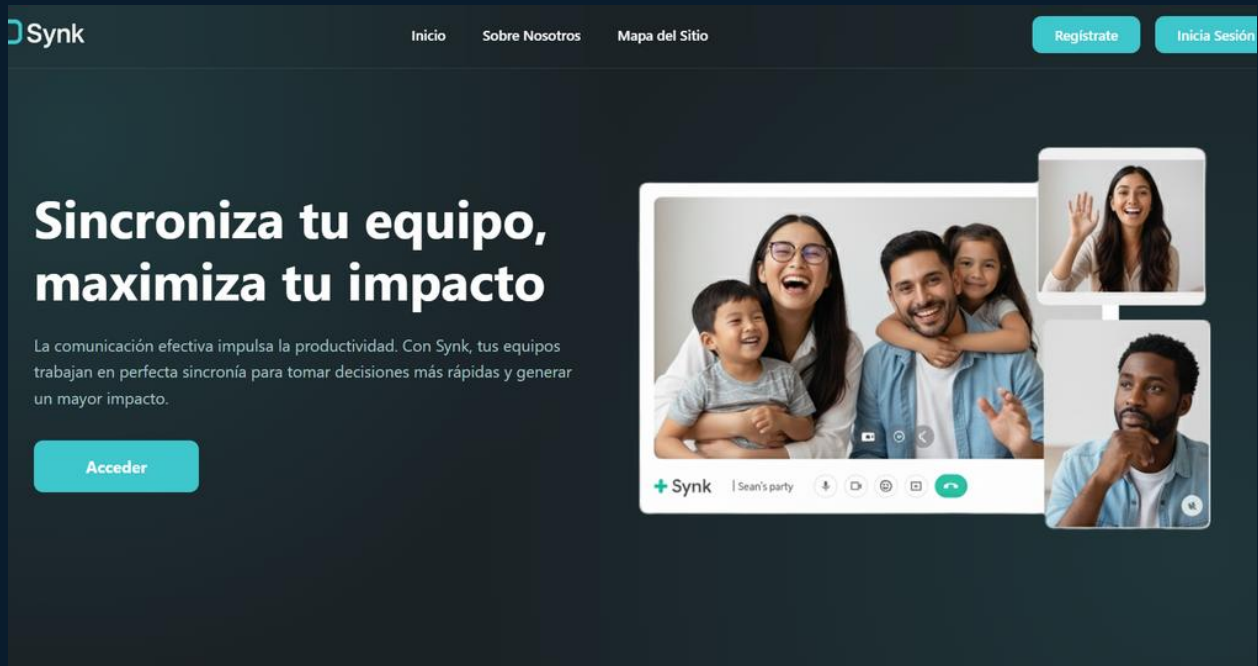 Synk
Inicio
Sobre Nosotros
Mapa del Sitio
Regístrate
Inicia Sesión
Sincroniza tu equipo,
maximiza tu impacto
La comunicación efectiva impulsa la productividad. Con Synk, tus equipos
trabajan en perfecta sincronía para tomar decisiones más rápidas y generar
un mayor impacto.
Acceder
Synk | Sean's party